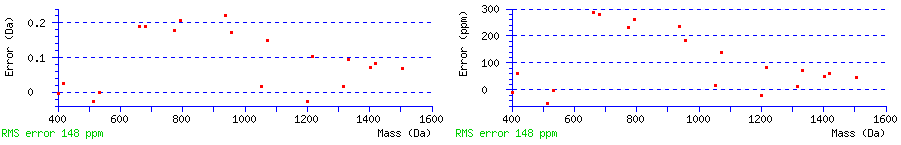 Error (Da)
0.2
0.1
0
400 600 800 1000 1200 1400 1600
RMS error 148 ppm
Mass (Da)
Error (ppm)
300
200
100
0
400 600 800 1000 1200 1400 1600
RMS error 148 ppm
Mass (Da)